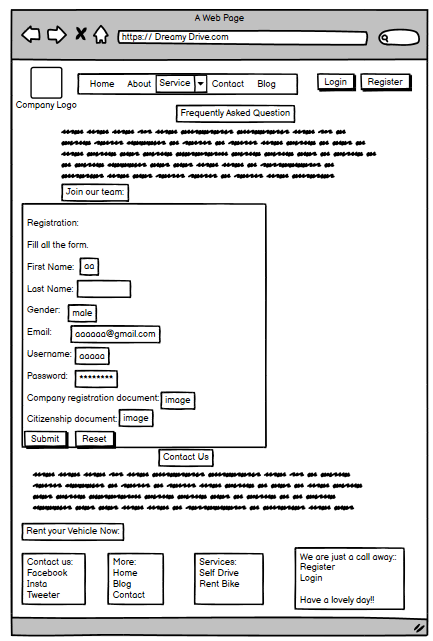 A Web Page
https:// Dreamy Drive.com
Home About Service Contact Blog Login Register
Company Logo
Frequently Asked Question
Join our team:
Registration:
Fill all the form.
First Name: aa
Last Name:
Gender: male
Email: aaaaaa@gmail.com
Username: aaaaa
Password: ********
Company registration document: image
Citizenship document: image
Submit Reset
Contact Us
Rent your Vehicle Now:
Contact us:
Facebook
Insta
Tweeter
More:
Home
Blog
Contact
Services:
Self Drive
Rent Bike
We are just a call away::
Register
Login
Have a lovely day!!